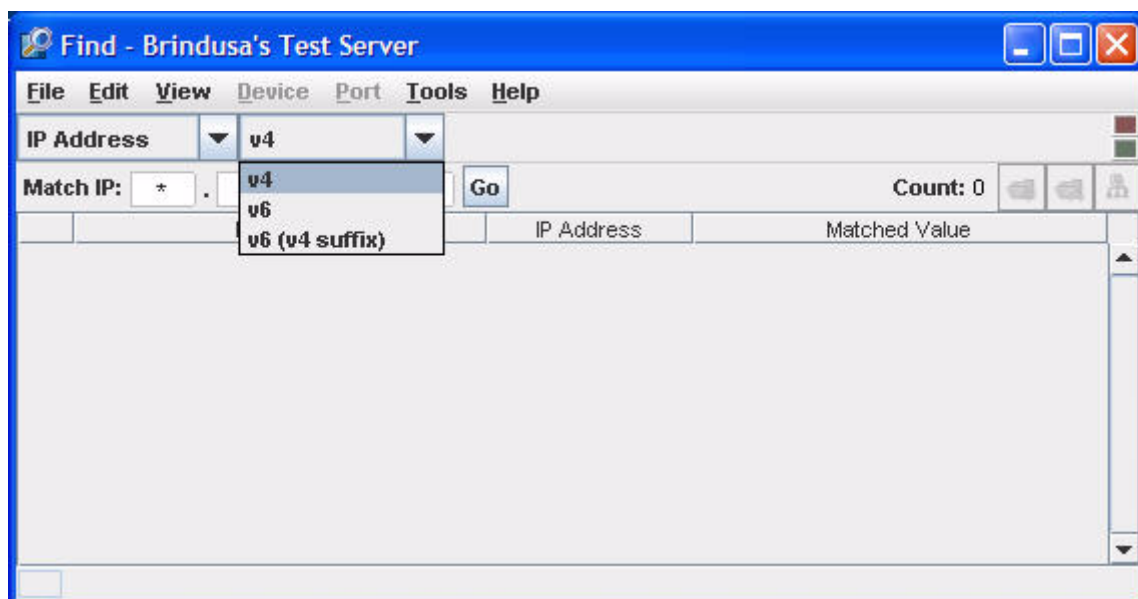 Find - Brindusa's Test Server
File Edit View Device Port Tools Help
IP Address v4
Match IP: * . Go Count: 0
v4
v6
v6 (v4 suffix)
IP Address Matched Value